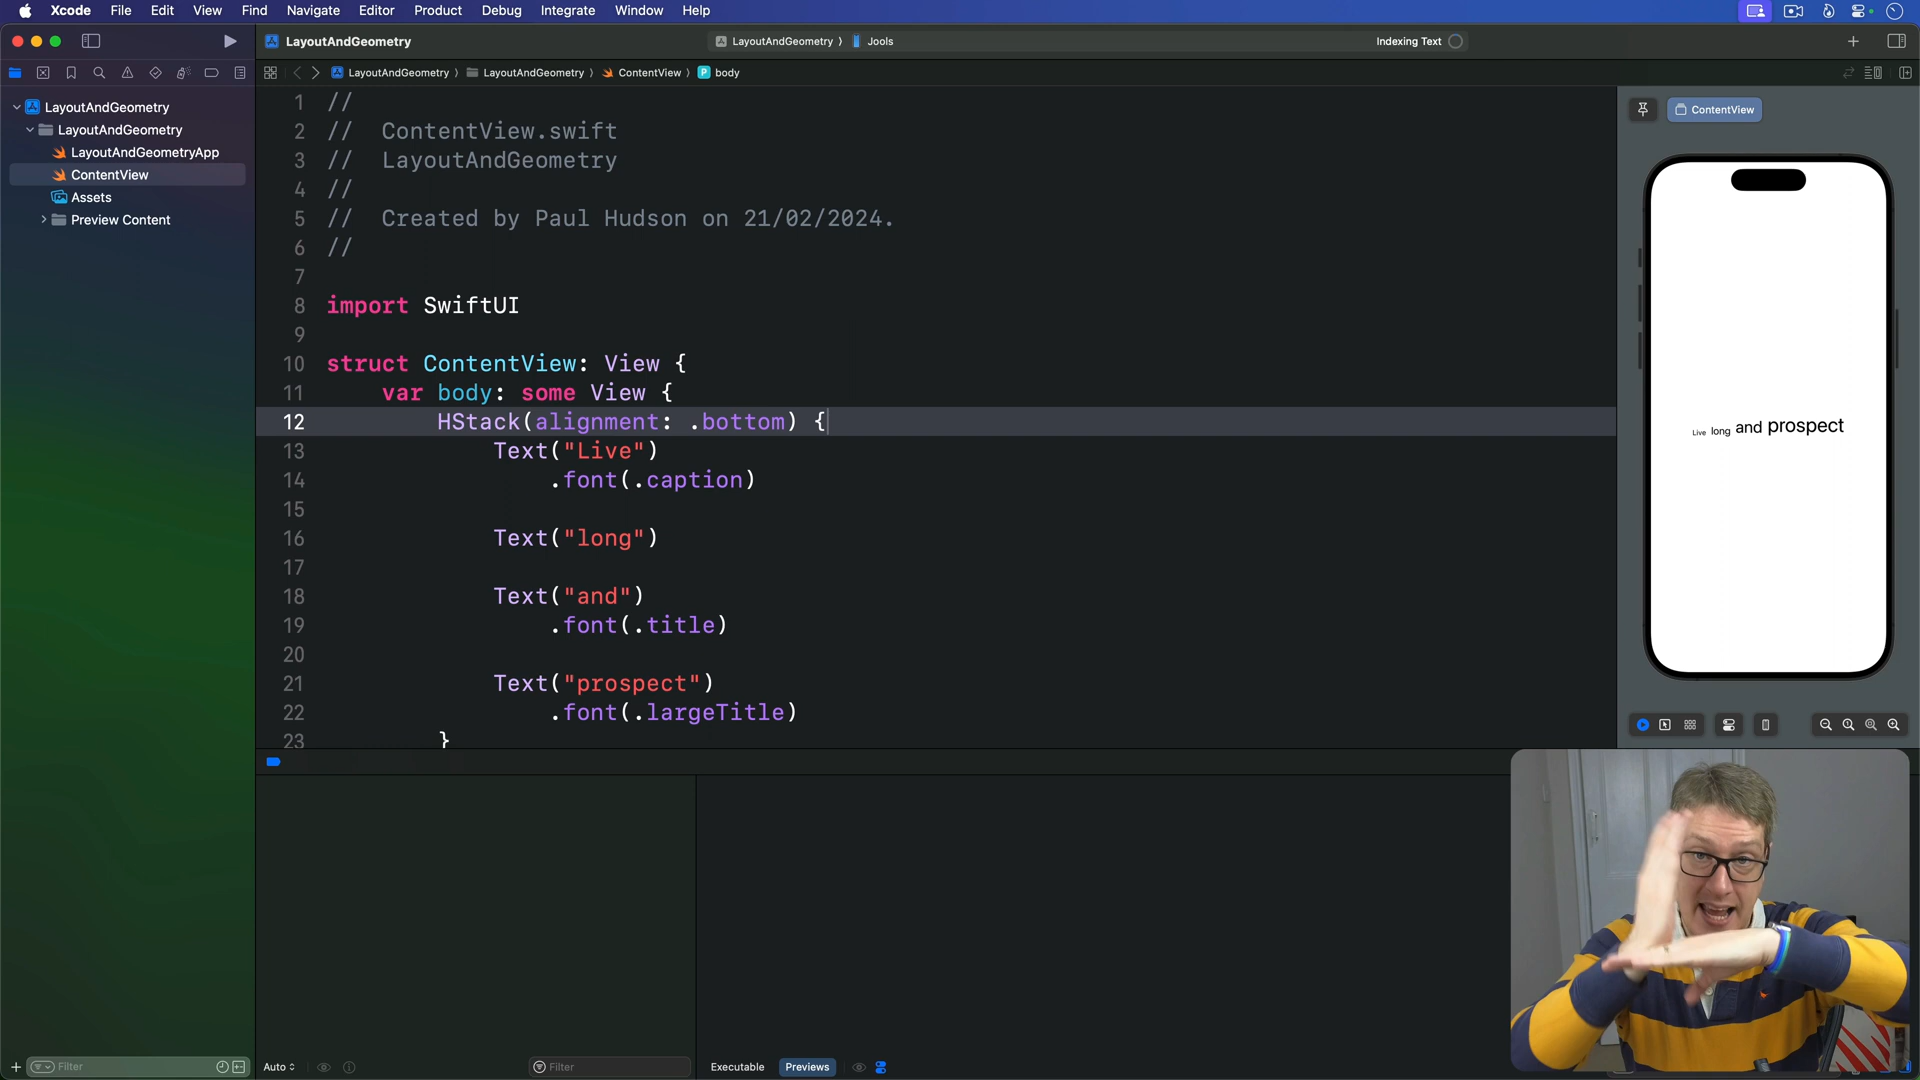 Xcode File Edit View Find Navigate Editor Product Debug Integrate Window Help
LayoutAndGeometry
LayoutAndGeometry 〉 Jools
Indexing Text
LayoutAndGeometry 〉 LayoutAndGeometry 〉 ContentView 〉 P body
LayoutAndGeometry
LayoutAndGeometry
LayoutAndGeometryApp
ContentView
Assets
Preview Content
1 //
2 //  ContentView.swift
3 //  LayoutAndGeometry
4 //
5 //  Created by Paul Hudson on 21/02/2024.
6 //
7
8 import SwiftUI
9
10 struct ContentView: View {
11     var body: some View {
12         HStack(alignment: .bottom) {
13             Text("Live")
14                 .font(.caption)
15
16             Text("long")
17
18             Text("and")
19                 .font(.title)
20
21             Text("prospect")
22                 .font(.largeTitle)
23         }
ContentView
Live long and prospect
Filter
Auto
Filter
Executable Previews